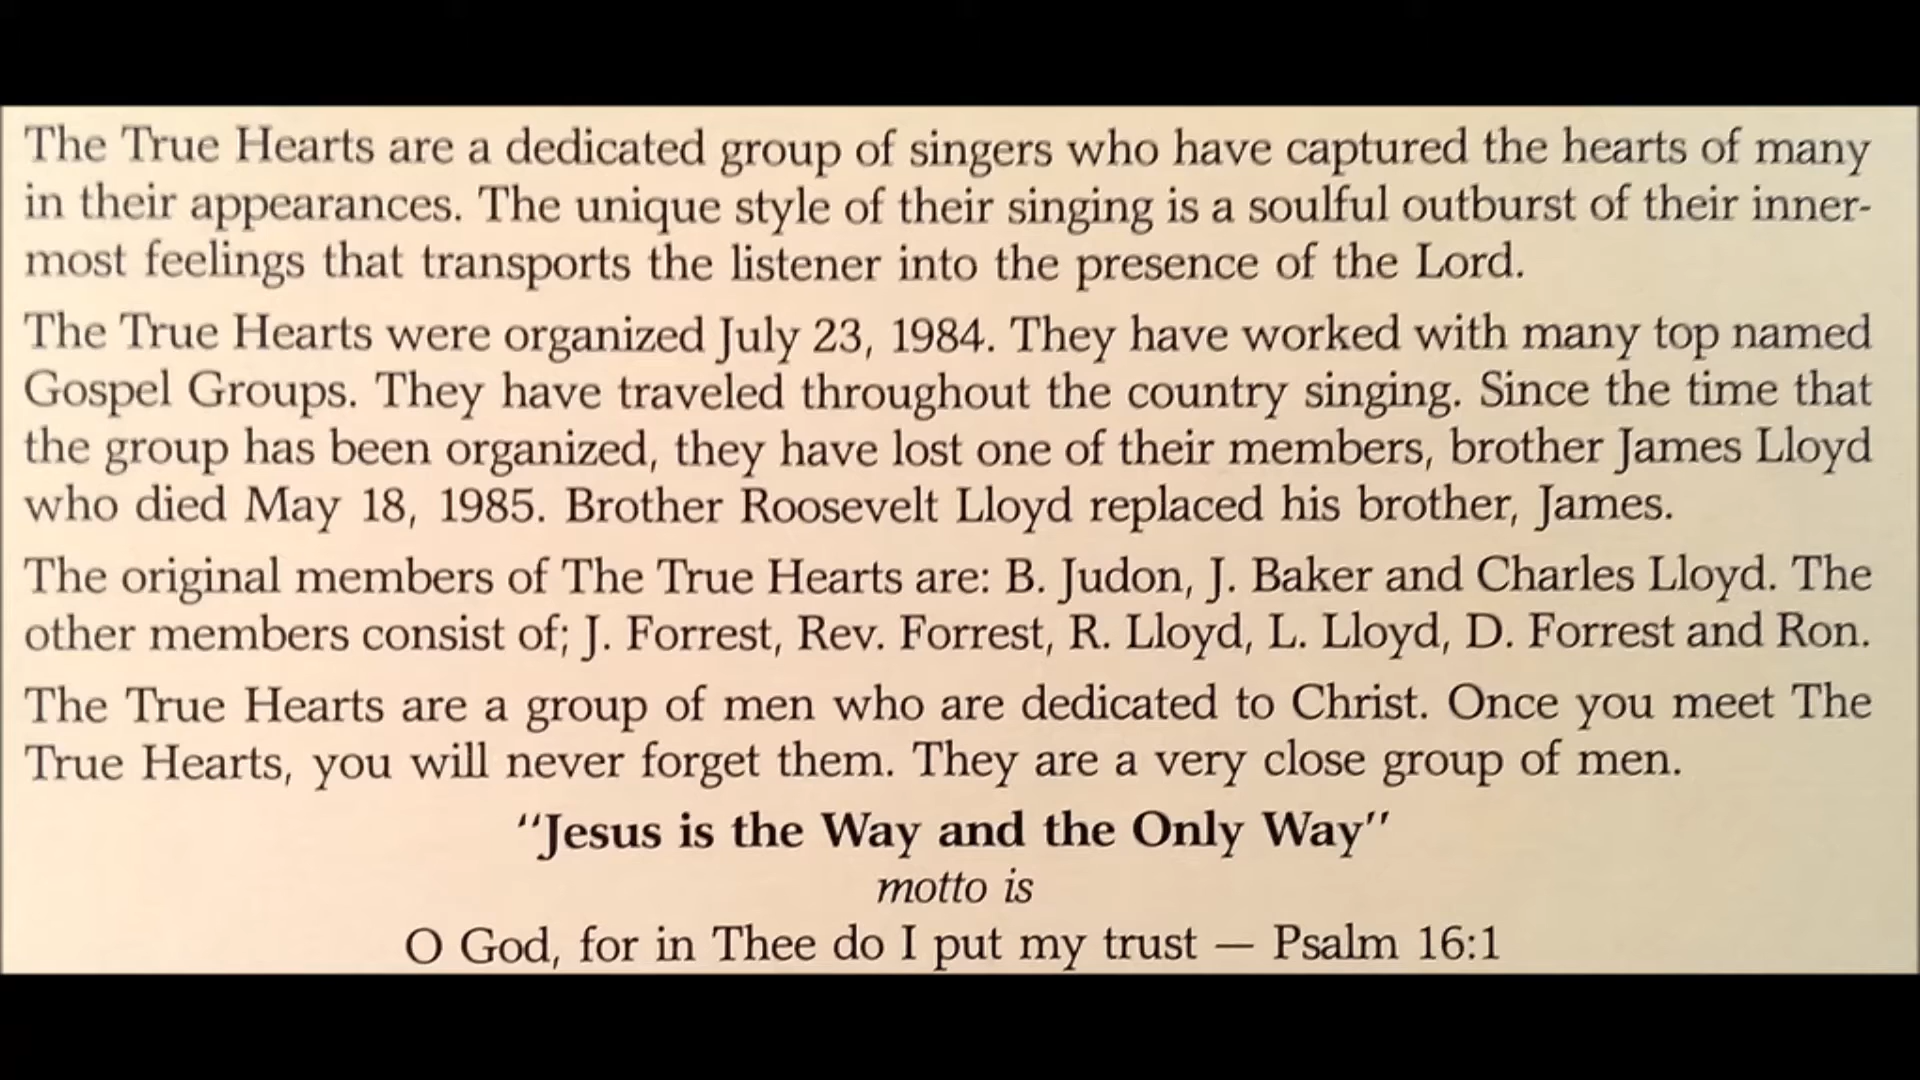 The True Hearts are a dedicated group of singers who have captured the hearts of many
in their appearances. The unique style of their singing is a soulful outburst of their inner-
most feelings that transports the listener into the presence of the Lord.
The True Hearts were organized July 23, 1984. They have worked with many top named
Gospel Groups. They have traveled throughout the country singing. Since the time that
the group has been organized, they have lost one of their members, brother James Lloyd
who died May 18, 1985. Brother Roosevelt Lloyd replaced his brother, James.
The original members of The True Hearts are: B. Judon, J. Baker and Charles Lloyd. The
other members consist of; J. Forrest, Rev. Forrest, R. Lloyd, L. Lloyd, D. Forrest and Ron.
The True Hearts are a group of men who are dedicated to Christ. Once you meet The
True Hearts, you will never forget them. They are a very close group of men.
"Jesus is the Way and the Only Way"
motto is
O God, for in Thee do I put my trust — Psalm 16:1